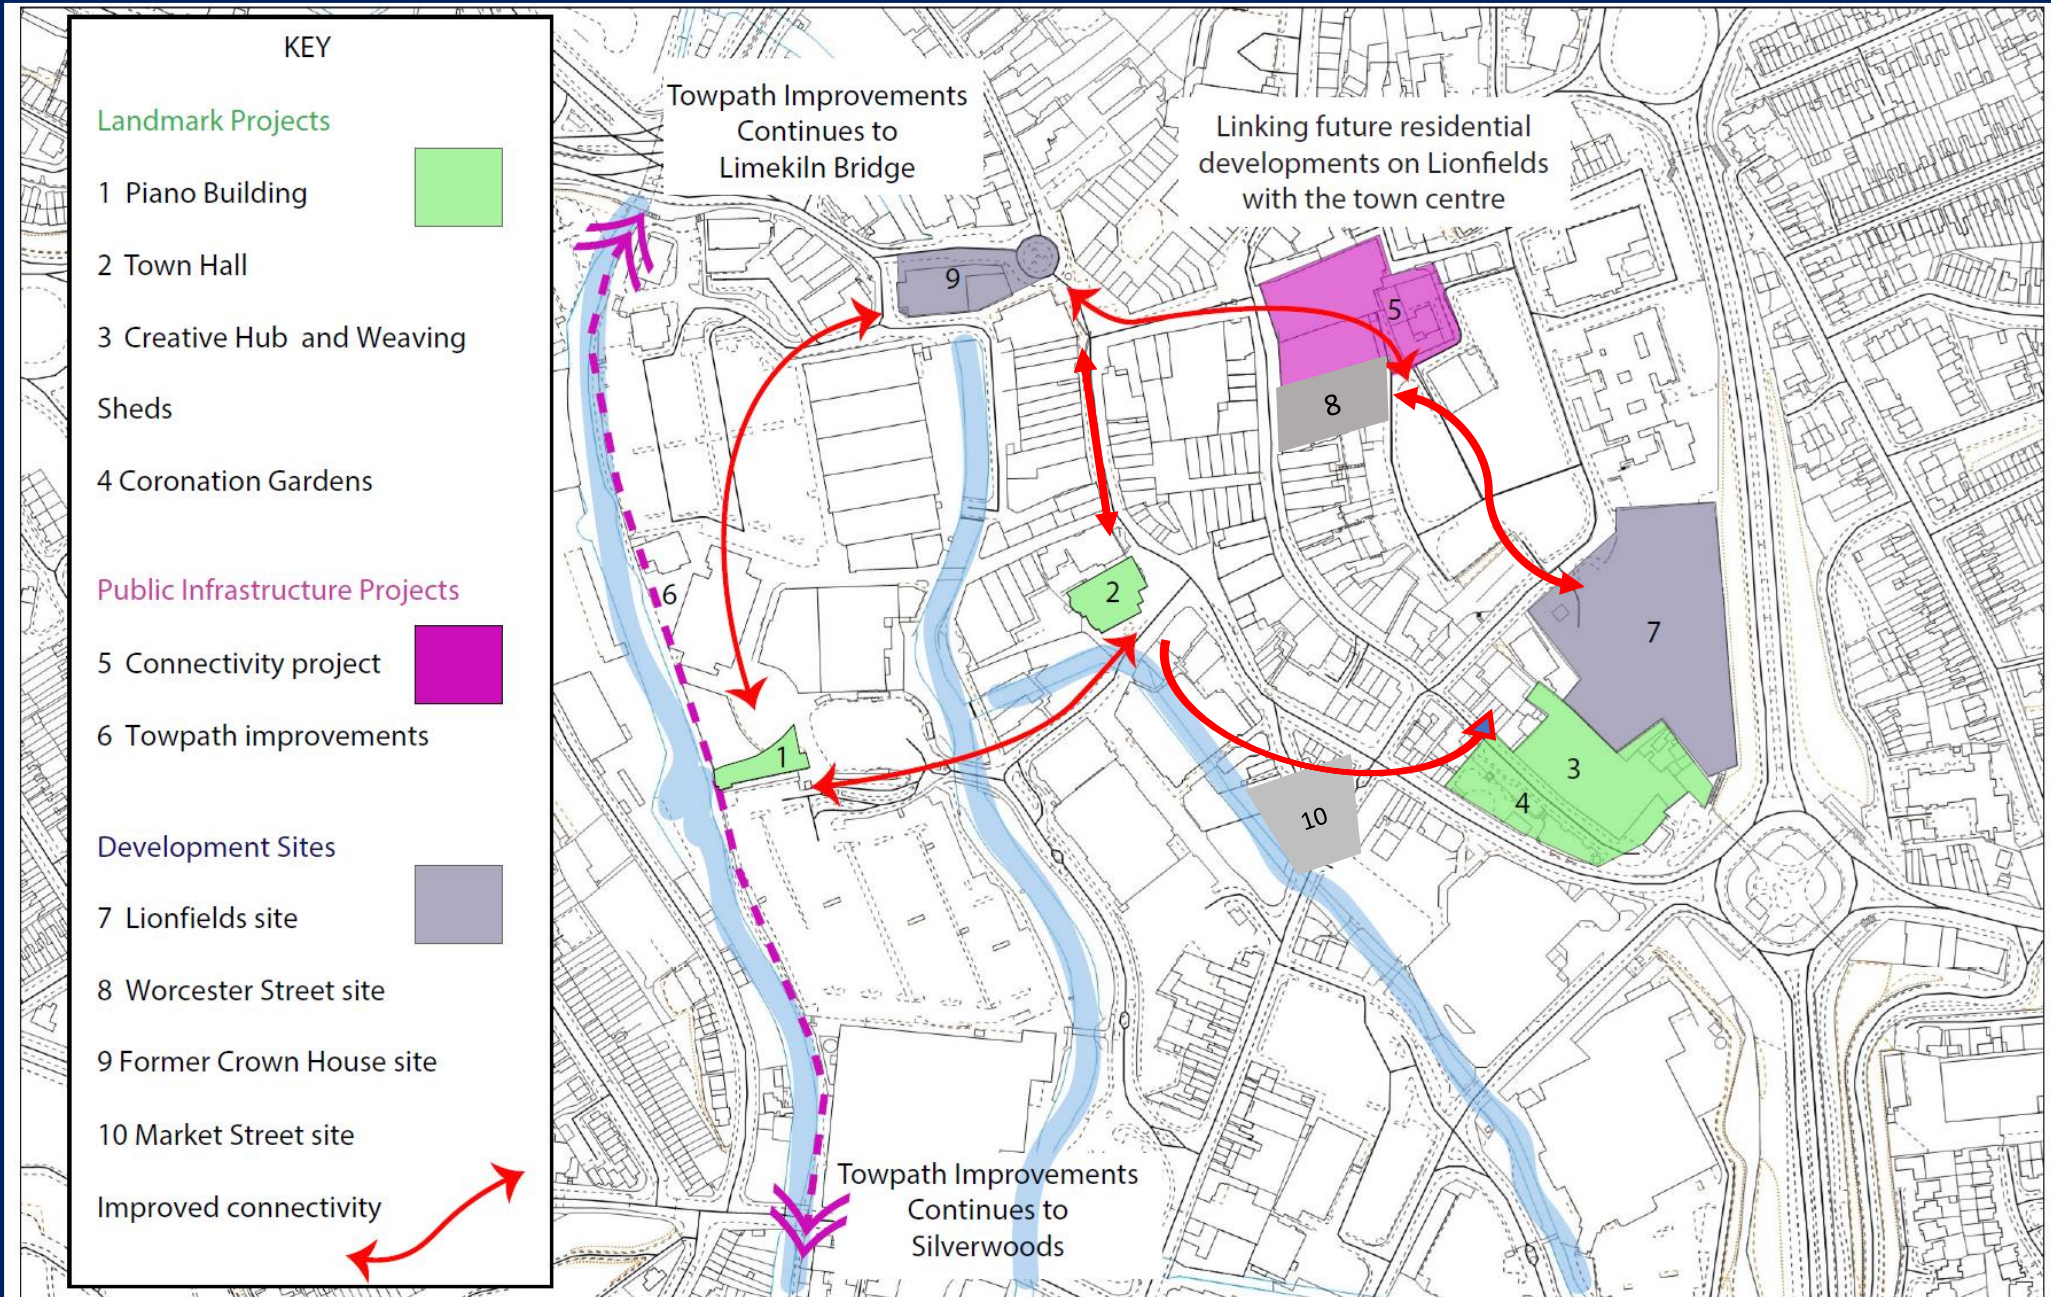 KEY
Landmark Projects
1 Piano Building
2 Town Hall
3 Creative Hub and Weaving
Sheds
4 Coronation Gardens
Public Infrastructure Projects
5 Connectivity project
6 Towpath improvements
Development Sites
7 Lionfields site
8 Worcester Street site
9 Former Crown House site
10 Market Street site
Improved connectivity
Towpath Improvements
Continues to
Limekiln Bridge
Linking future residential
developments on Lionfields
with the town centre
9
5
8
6
2
7
1
3
4
10
Towpath Improvements
Continues to
Silverwoods